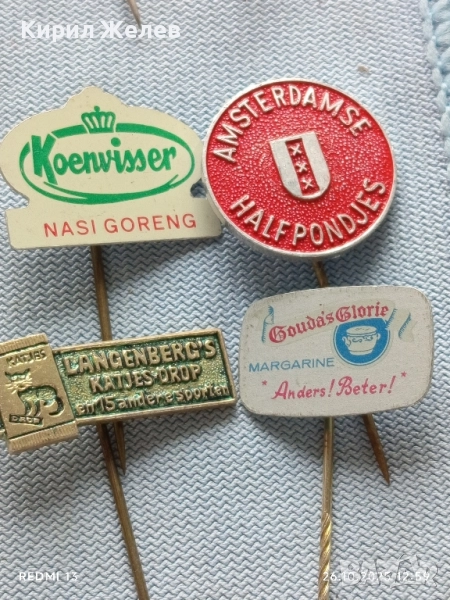 Кирил Желев
Koenvisser
NASI GORENG
AMSTERDAMSE
HALFPONDJES
KATJES
LANGENBERG'S
KATJES DROP
en 15 andere soorten
Gouda's Glorie
MARGARINE
"Anders! Beter!"
REDMI 13